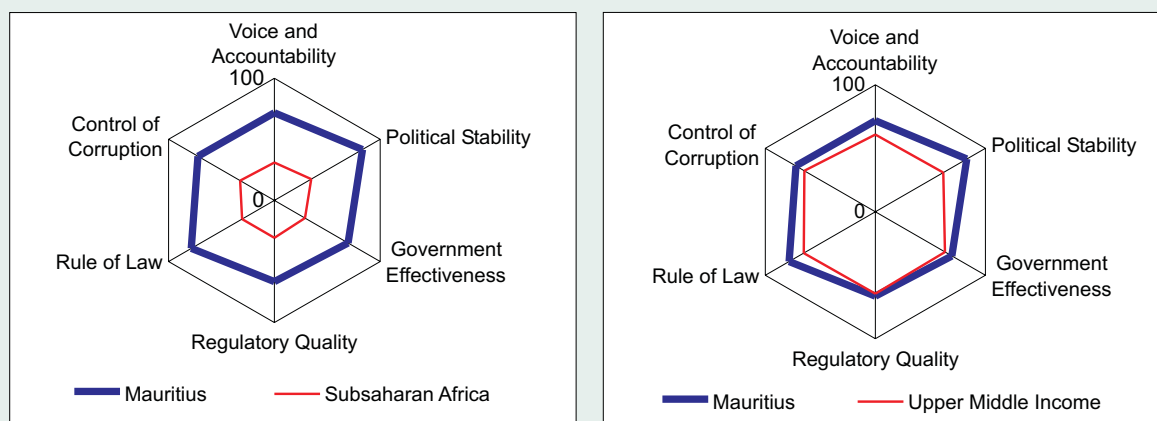 Voice and
Accountability
100
Control of
Corruption
Political Stability
0
Rule of Law
Government
Effectiveness
Regulatory Quality
Mauritius
Subsaharan Africa
Voice and
Accountability
100
Control of
Corruption
Political Stability
0
Rule of Law
Government
Effectiveness
Regulatory Quality
Mauritius
Upper Middle Income